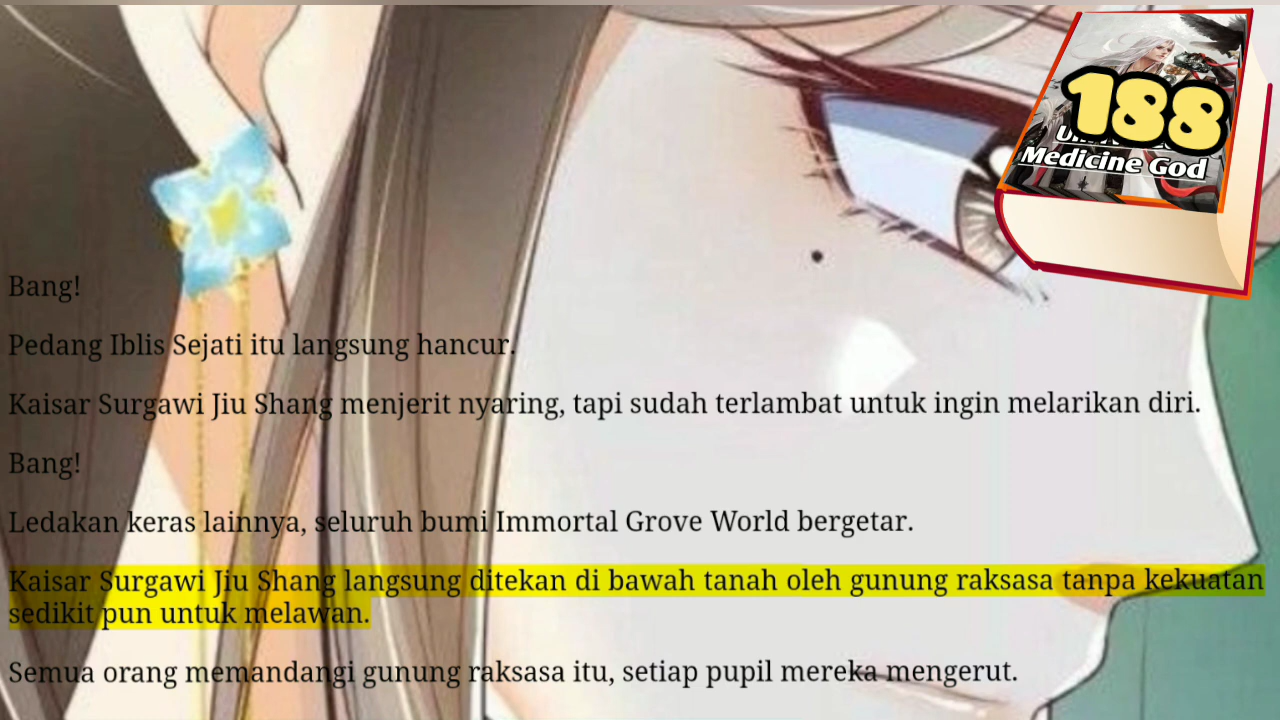 188
Medicine God
Bang!
Pedang Iblis Sejati itu langsung hancur.
Kaisar Surgawi Jiu Shang menjerit nyaring, tapi sudah terlambat untuk ingin melarikan diri.
Bang!
Ledakan keras lainnya, seluruh bumi Immortal Grove World bergetar.
Kaisar Surgawi Jiu Shang langsung ditekan di bawah tanah oleh gunung raksasa tanpa kekuatan
sedikit pun untuk melawan.
Semua orang memandangi gunung raksasa itu, setiap pupil mereka mengerut.